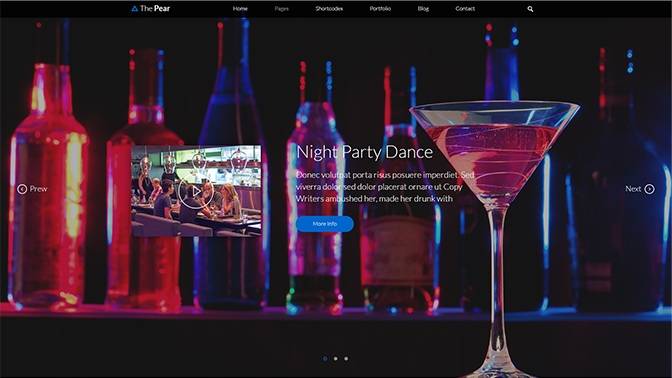 The Pear
Home Pages Shortcodex Portfolio Blog Contact
Night Party Dance
Donec volutpat porta risus posuere imperdiet. Sed
viverra dolor sed dolor placerat ornare ut Copy
Writers ambushed her, made her drunk with
Prew
Next
More Info